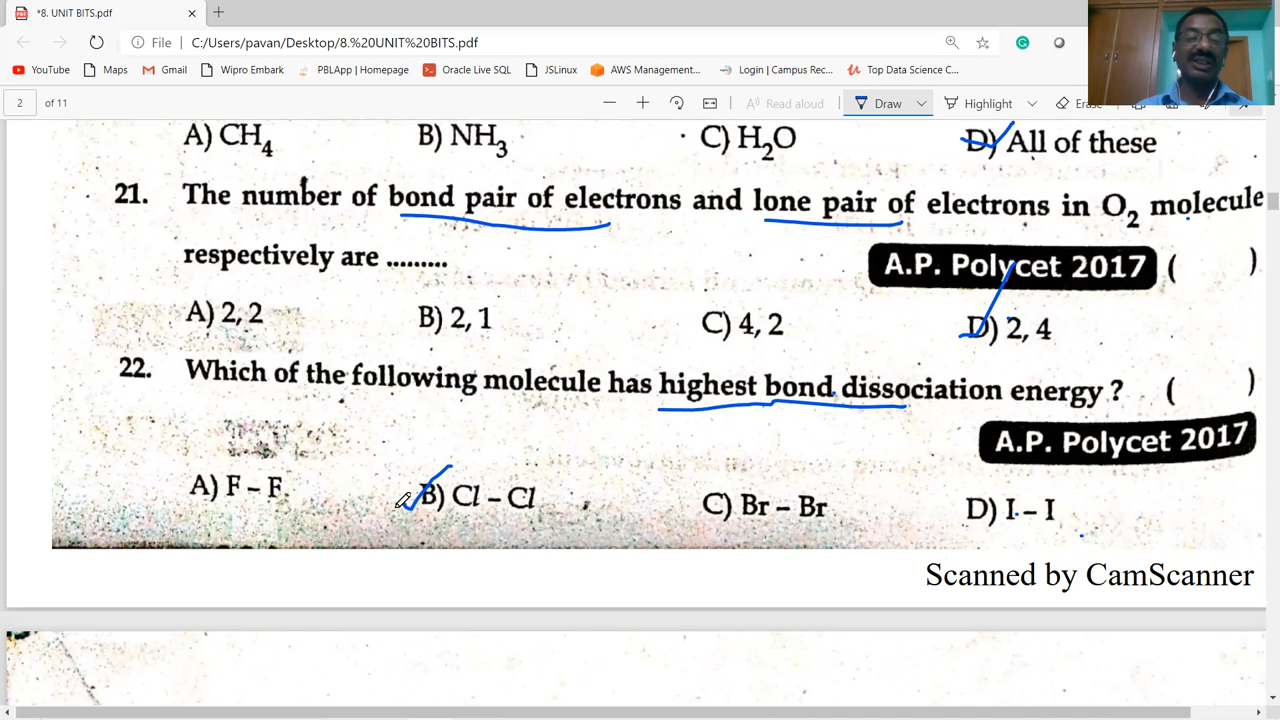 *8. UNIT BITS.pdf
File C:/Users/pavan/Desktop/8.%20UNIT%20BITS.pdf
YouTube Maps Gmail Wipro Embark PBLApp | Homepage Oracle Live SQL JSLinux AWS Management... Login | Campus Rec... Top Data Science C...
2 of 11 Read aloud Draw Highlight Erase
A) CH₄ B) NH₃ C) H₂O D) All of these
21. The number of bond pair of electrons and lone pair of electrons in O₂ molecule
respectively are .........
A.P. Polycet 2017 ( )
A) 2, 2 B) 2, 1 C) 4, 2 D) 2, 4
22. Which of the following molecule has highest bond dissociation energy ? ( )
A.P. Polycet 2017
A) F – F B) Cl – Cl C) Br – Br D) I – I
Scanned by CamScanner